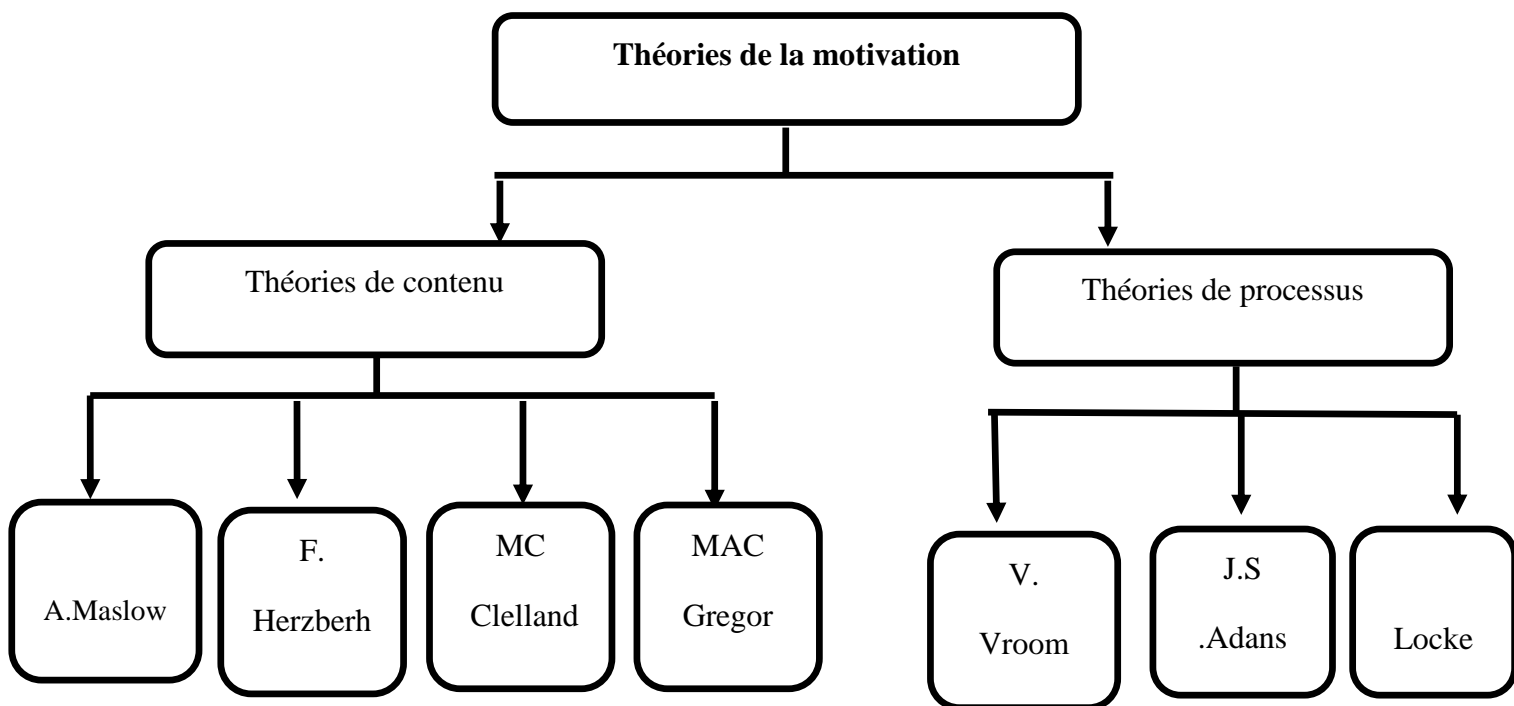 Théories de la motivation
Théories de contenu
Théories de processus
A.Maslow
F.
Herzberh
MC
Clelland
MAC
Gregor
V.
Vroom
J.S
.Adans
Locke